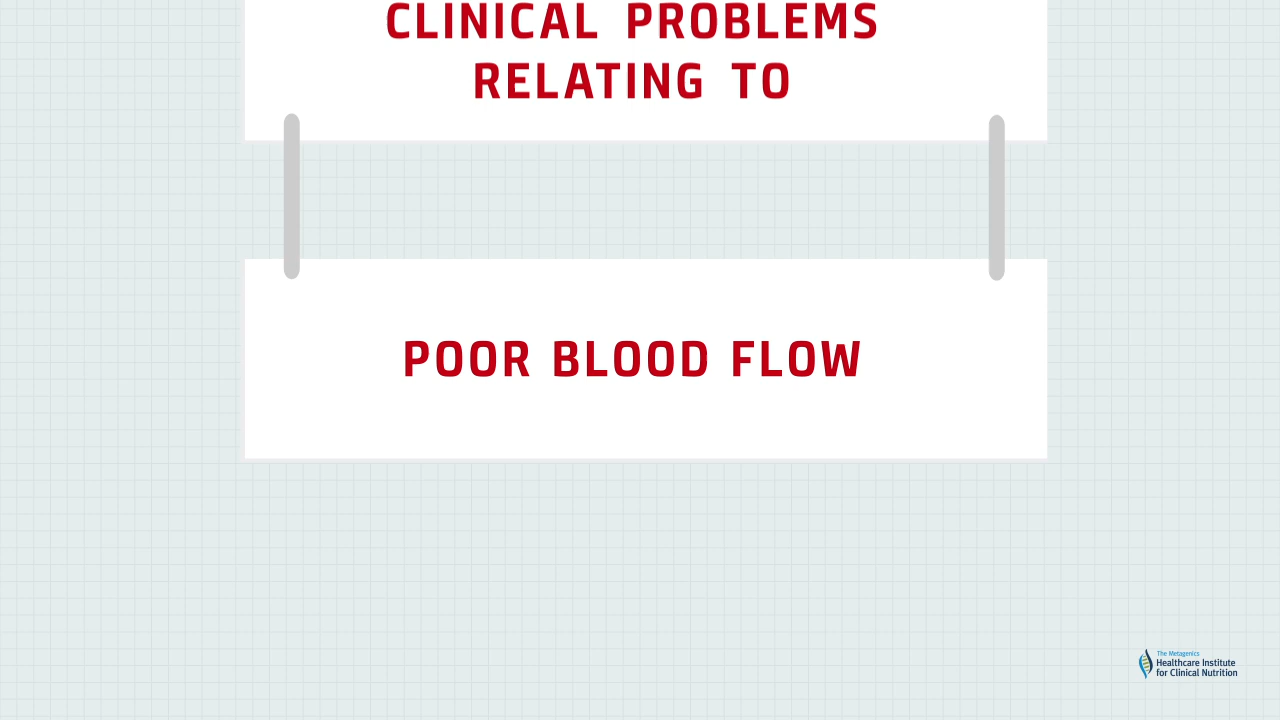 CLINICAL PROBLEMS
RELATING TO
POOR BLOOD FLOW
The Metagenics
Healthcare Institute
for Clinical Nutrition